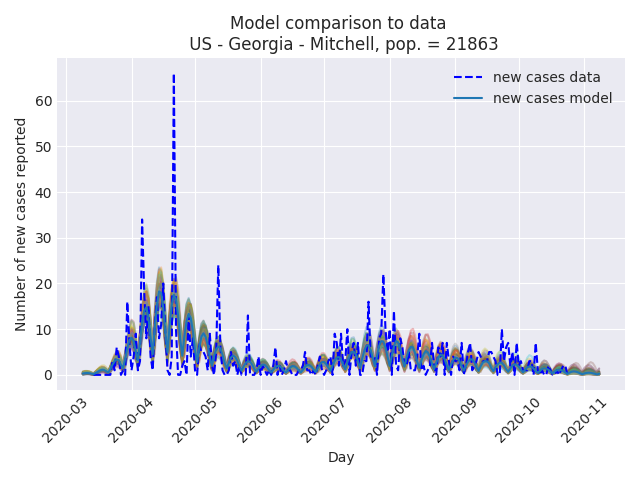 Model comparison to data
US - Georgia - Mitchell, pop. = 21863
new cases data
new cases model
Number of new cases reported
60
50
40
30
20
10
0
2020-03
2020-04
2020-05
2020-06
2020-07
2020-08
2020-09
2020-10
2020-11
Day